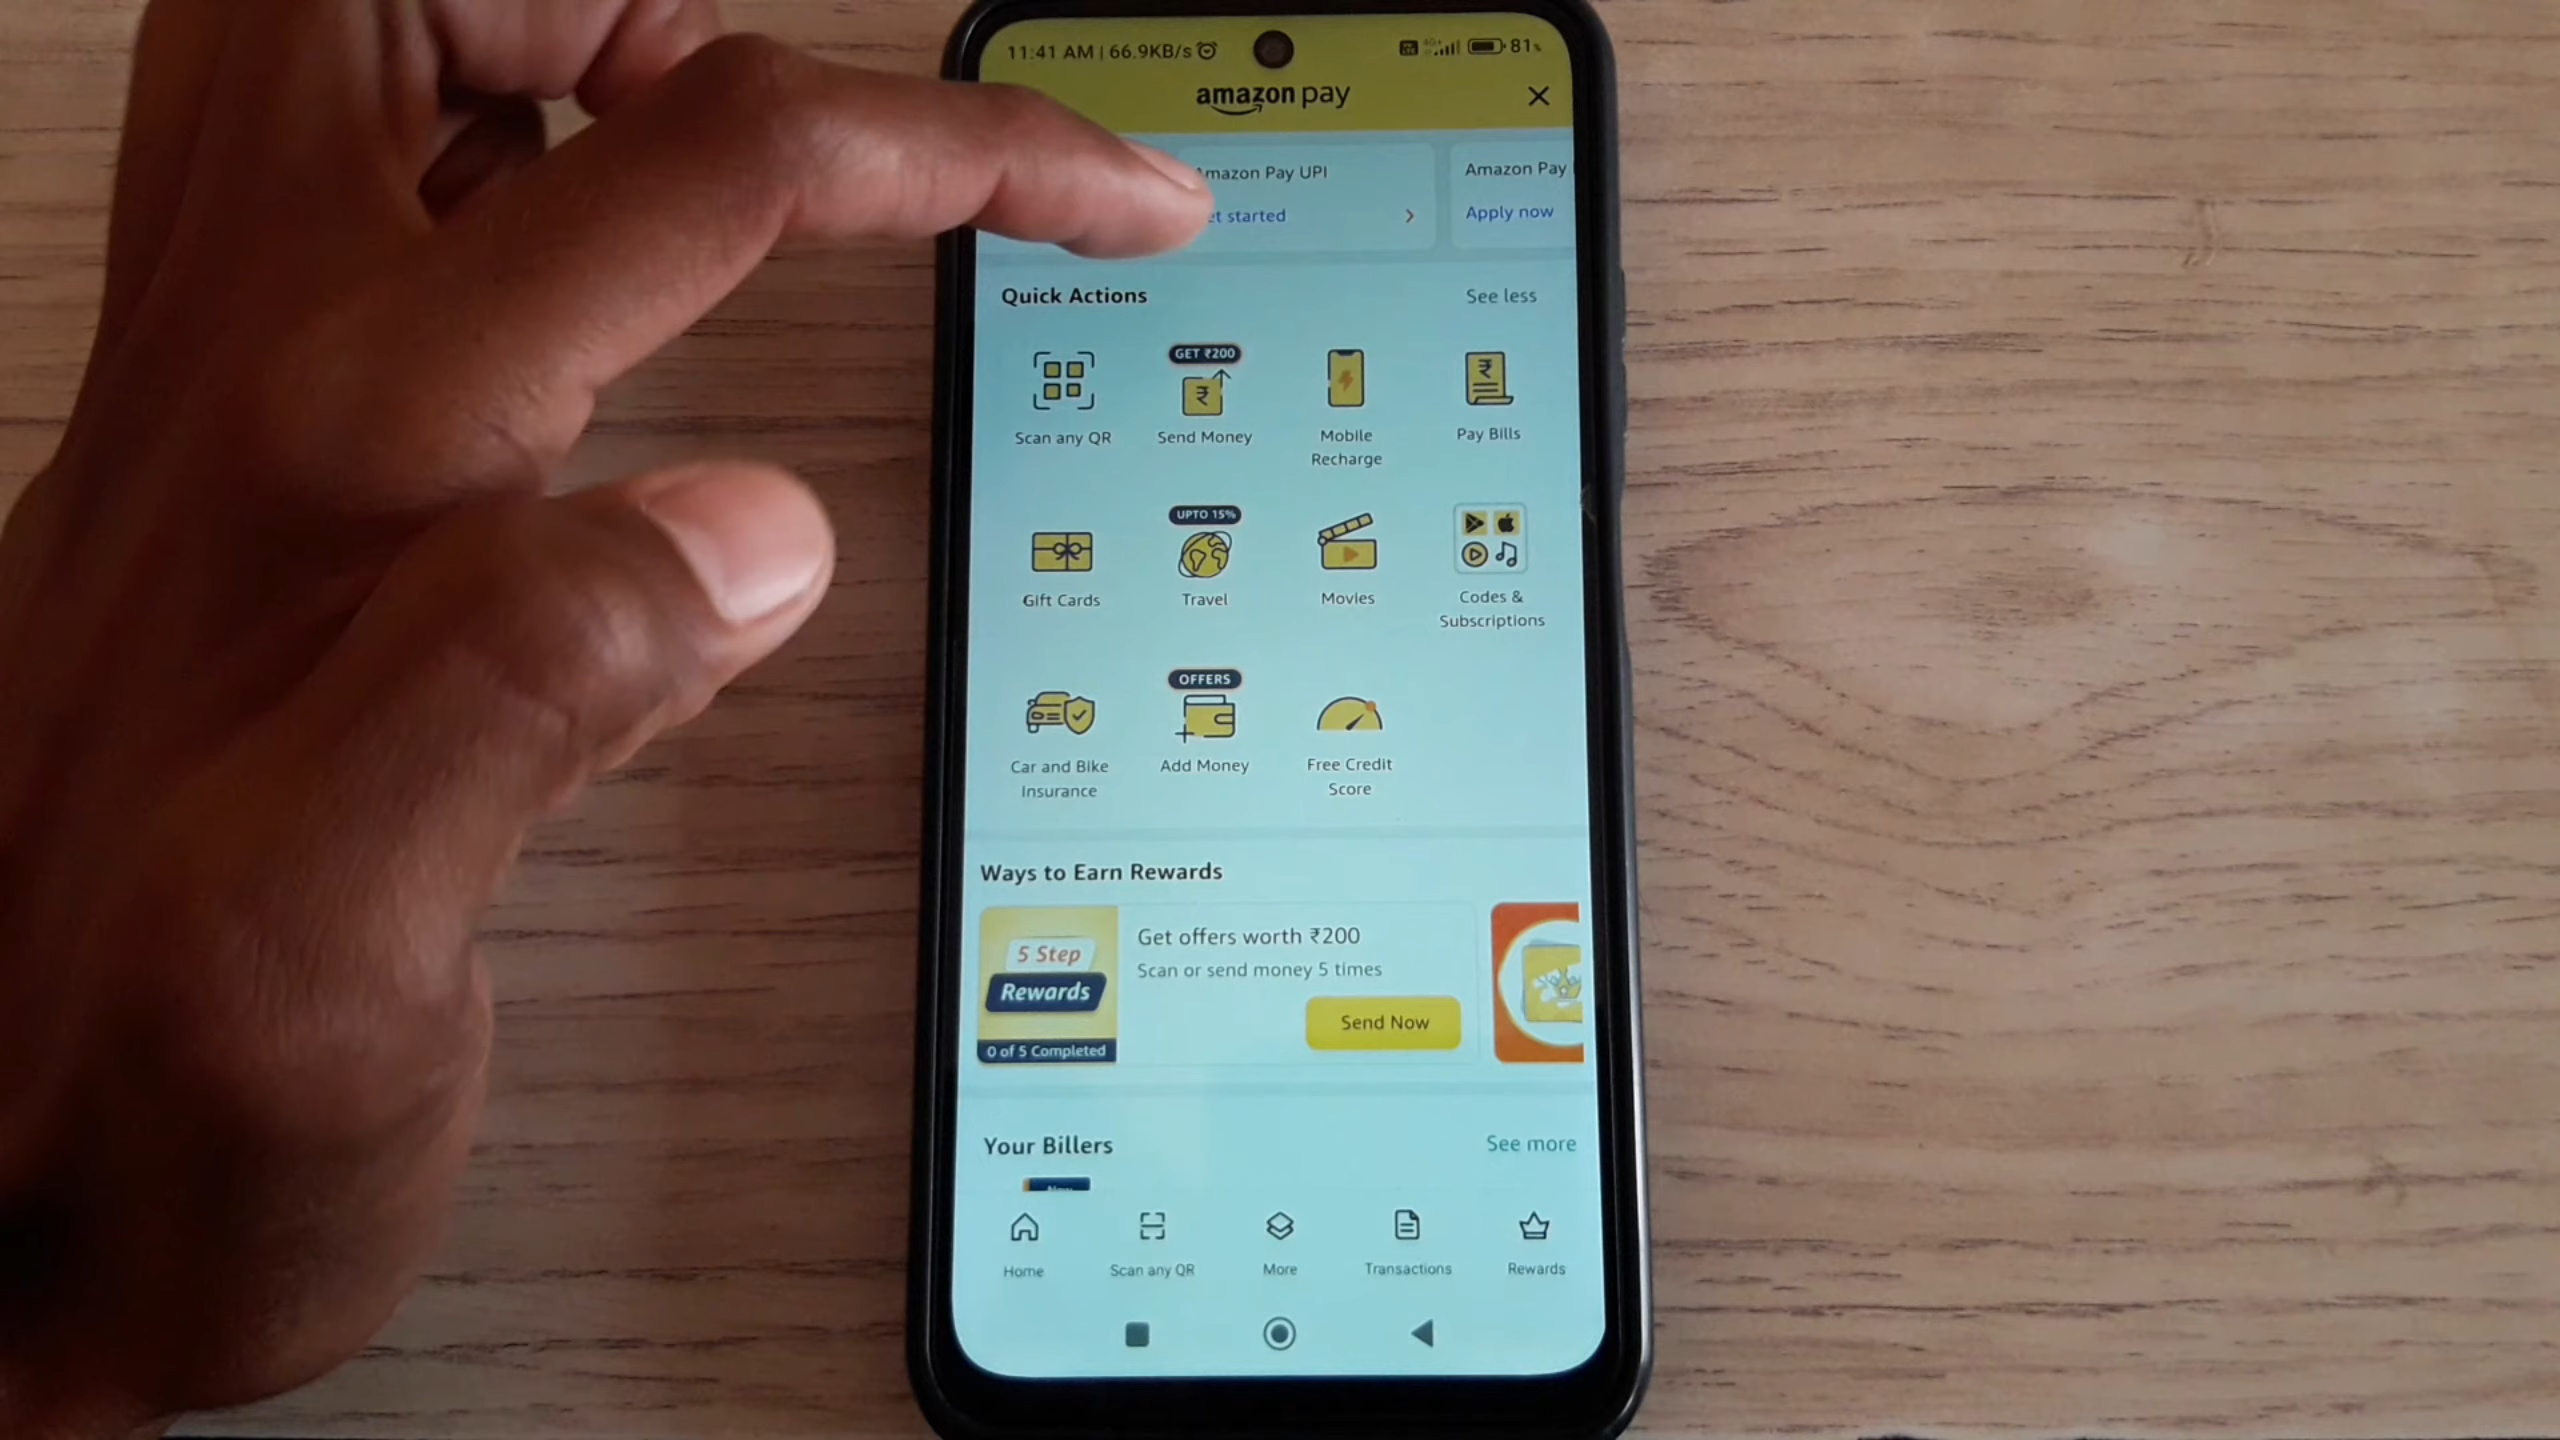 11:41 AM | 66.9KB/s
4G+ 81%
amazon pay
Amazon Pay UPI
Amazon Pay
started
Apply now
Quick Actions
See less
GET ₹200
Scan any QR
Send Money
Mobile
Recharge
Pay Bills
UPTO 15%
Gift Cards
Travel
Movies
Codes &
Subscriptions
OFFERS
Car and Bike
Insurance
Add Money
Free Credit
Score
Ways to Earn Rewards
5 Step
Rewards
0 of 5 Completed
Get offers worth ₹200
Scan or send money 5 times
Send Now
Your Billers
See more
Home
Scan any QR
More
Transactions
Rewards